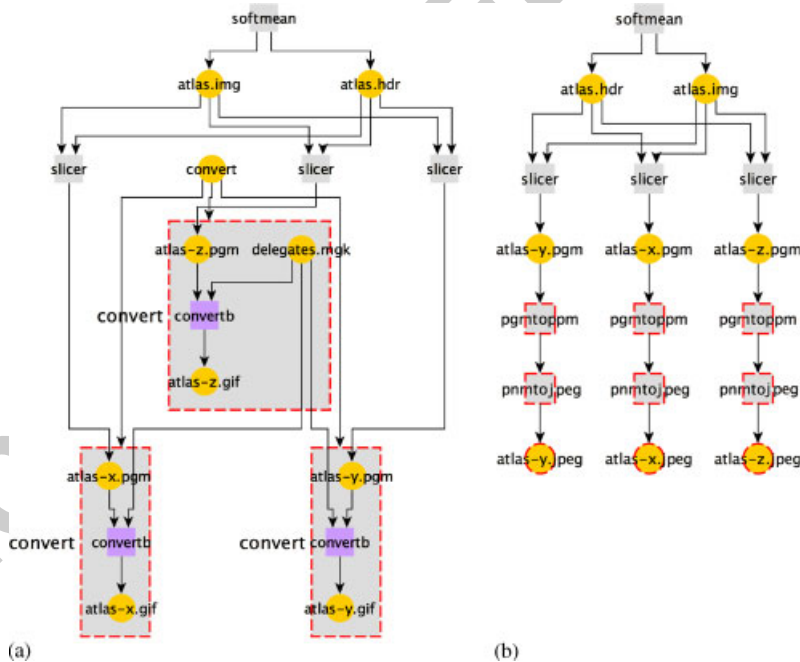 softmean
atlas.img
atlas.hdr
slicer
convert
slicer
slicer
atlas-z.pgm
delegates.mgk
convert
convertb
atlas-z.gif
atlas-x.pgm
atlas-y.pgm
convert
convertb
convert
convertb
atlas-x.gif
atlas-y.gif
(a)
softmean
atlas.hdr
atlas.img
slicer
slicer
slicer
atlas-y.pgm
atlas-x.pgm
atlas-z.pgm
pgmtoppm
pgmtoppm
pgmtoppm
pnmtojpeg
pnmtojpeg
pnmtojpeg
atlas-y.jpeg
atlas-x.jpeg
atlas-z.jpeg
(b)